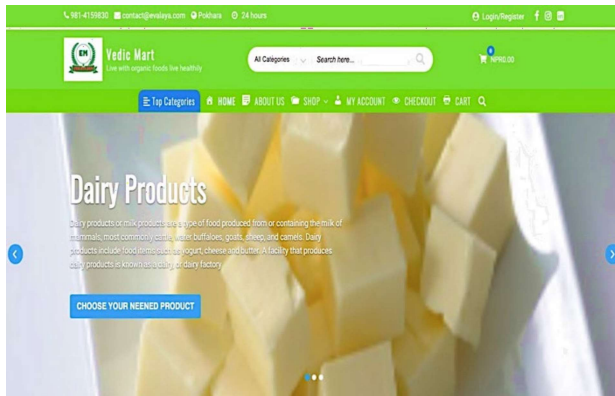 981-4159830 contact@evalaya.com Pokhara 24 hours
Login/Register
EM
Vedic Mart
Live with organic foods live healthily
All Categories Search here...
0
NPR0.00
Top Categories HOME ABOUT US SHOP MY ACCOUNT CHECKOUT CART
Dairy Products
Dairy products or milk products are a type of food produced from or containing the milk of
mammals, most commonly cattle, water buffaloes, goats, sheep, and camels. Dairy
products include food items such as yogurt, cheese and butter. A facility that produces
dairy products is known as a dairy, or dairy factory.
CHOOSE YOUR NEENED PRODUCT